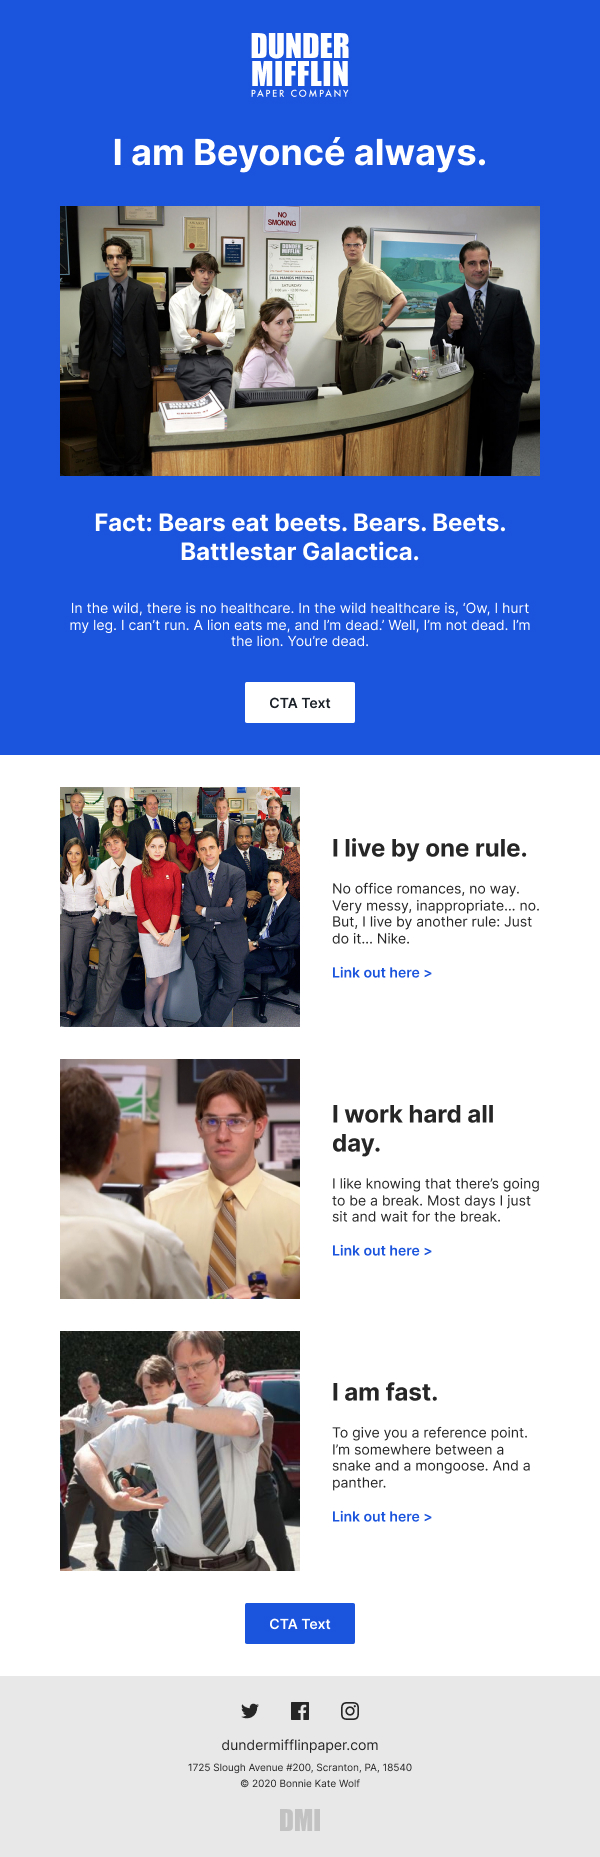 DUNDER
MIFFLIN
PAPER COMPANY
I am Beyoncé always.
NO
SMOKING
DUNDER
MIFFLIN
ALL HANDS MEETING
SATURDAY
Fact: Bears eat beets. Bears. Beets.
Battlestar Galactica.
In the wild, there is no healthcare. In the wild healthcare is, ‘Ow, I hurt
my leg. I can’t run. A lion eats me, and I’m dead.’ Well, I’m not dead. I’m
the lion. You’re dead.
CTA Text
I live by one rule.
No office romances, no way.
Very messy, inappropriate... no.
But, I live by another rule: Just
do it... Nike.
Link out here >
I work hard all
day.
I like knowing that there’s going
to be a break. Most days I just
sit and wait for the break.
Link out here >
I am fast.
To give you a reference point.
I’m somewhere between a
snake and a mongoose. And a
panther.
Link out here >
CTA Text
dundermifflinpaper.com
1725 Slough Avenue #200, Scranton, PA, 18540
© 2020 Bonnie Kate Wolf
DMI